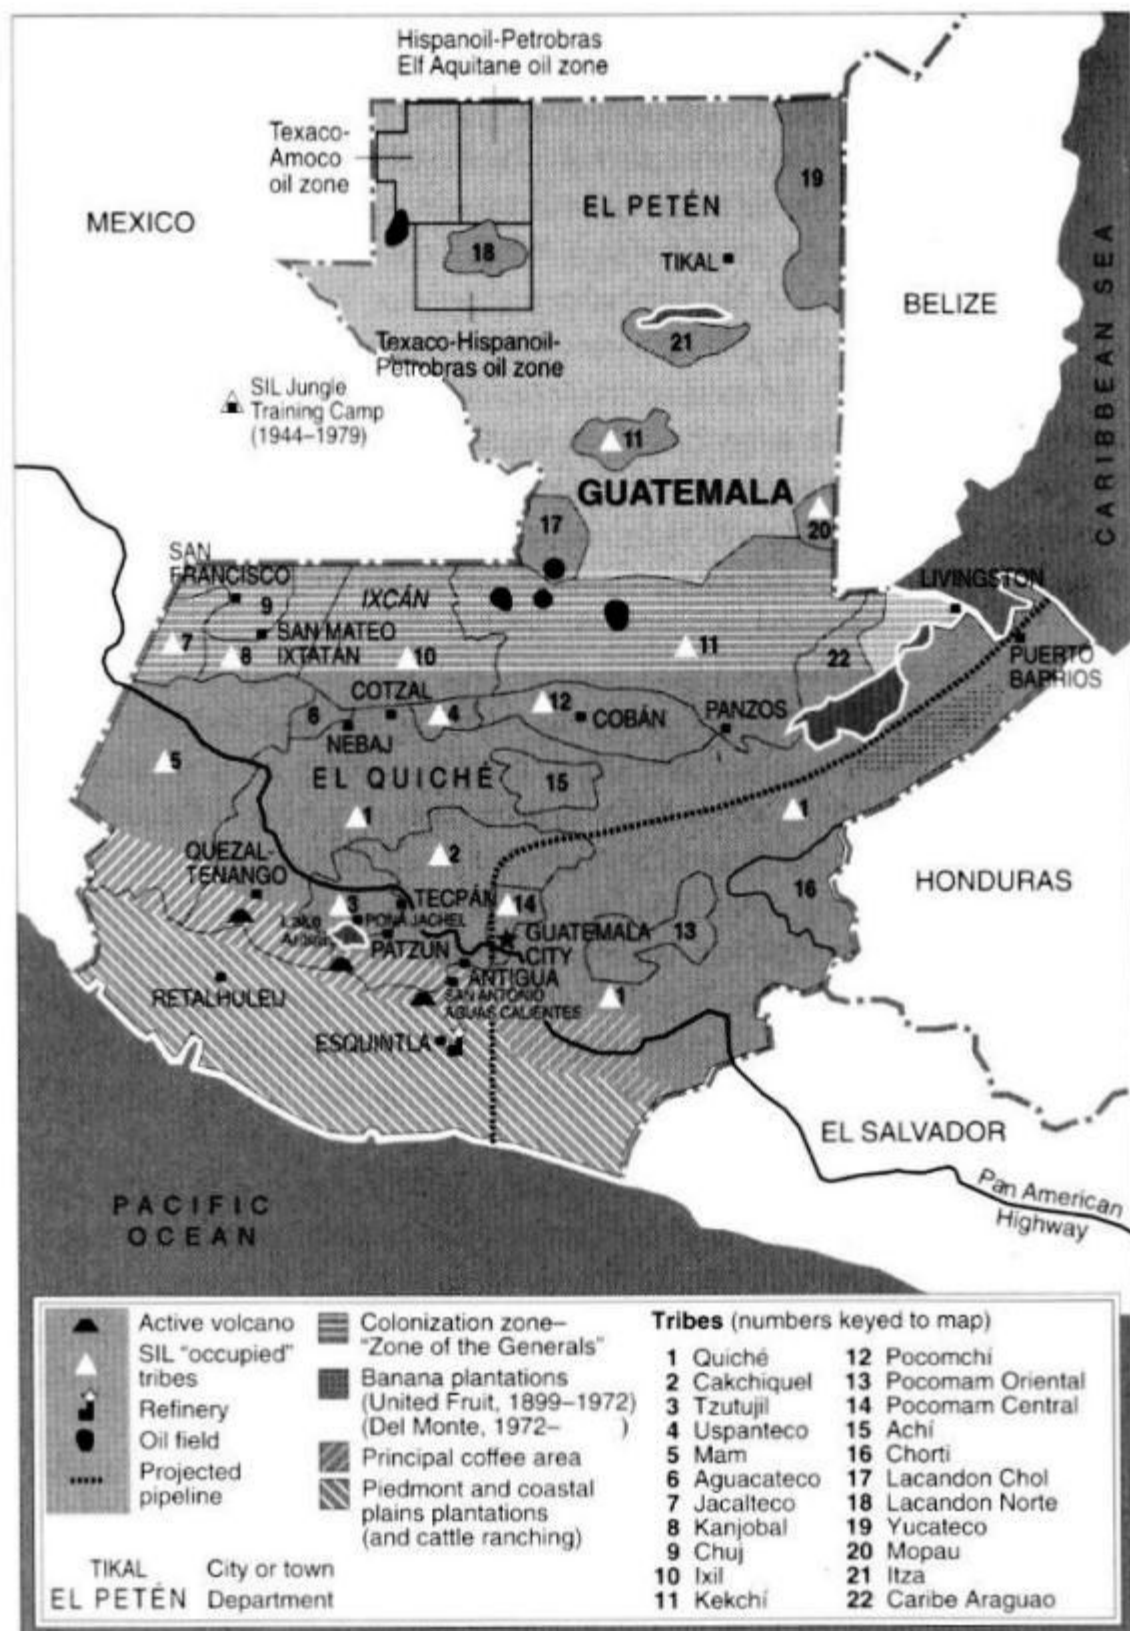 Hispanoil-Petrobras
Elf Aquitane oil zone
Texaco-
Amoco
oil zone
MEXICO
EL PETÉN
19
18
TIKAL
BELIZE
CARIBBEAN SEA
21
Texaco-Hispanoil-
Petrobras oil zone
SIL Jungle
Training Camp
(1944–1979)
11
GUATEMALA
17
20
SAN
FRANCISCO
IXCÁN
LIVINGSTON
9
7
SAN MATEO
IXTATÁN
8
10
11
22
PUERTO
BARRIOS
COTZAL
6
4
12
COBÁN
PANZOS
NEBAJ
5
EL QUICHÉ
15
1
1
QUEZAL-
TENANGO
2
TECPÁN
14
16
HONDURAS
3
PONA JACHEL
Lake
PATZUN
GUATEMALA
CITY
13
ANTIGUA
RETALHULEU
SAN ANTONIO
AGUAS CALIENTES
1
ESQUINTLA
EL SALVADOR
Pan American
Highway
PACIFIC
OCEAN
Active volcano
SIL "occupied"
tribes
Refinery
Oil field
Projected
pipeline
TIKAL City or town
EL PETÉN Department
Colonization zone–
"Zone of the Generals"
Banana plantations
(United Fruit, 1899–1972)
(Del Monte, 1972– )
Principal coffee area
Piedmont and coastal
plains plantations
(and cattle ranching)
Tribes (numbers keyed to map)
1 Quiché
2 Cakchiquel
3 Tzutujil
4 Uspanteco
5 Mam
6 Aguacateco
7 Jacalteco
8 Kanjobal
9 Chuj
10 Ixil
11 Kekchí
12 Pocomchí
13 Pocomam Oriental
14 Pocomam Central
15 Achí
16 Chorti
17 Lacandon Chol
18 Lacandon Norte
19 Yucateco
20 Mopau
21 Itza
22 Caribe Araguao